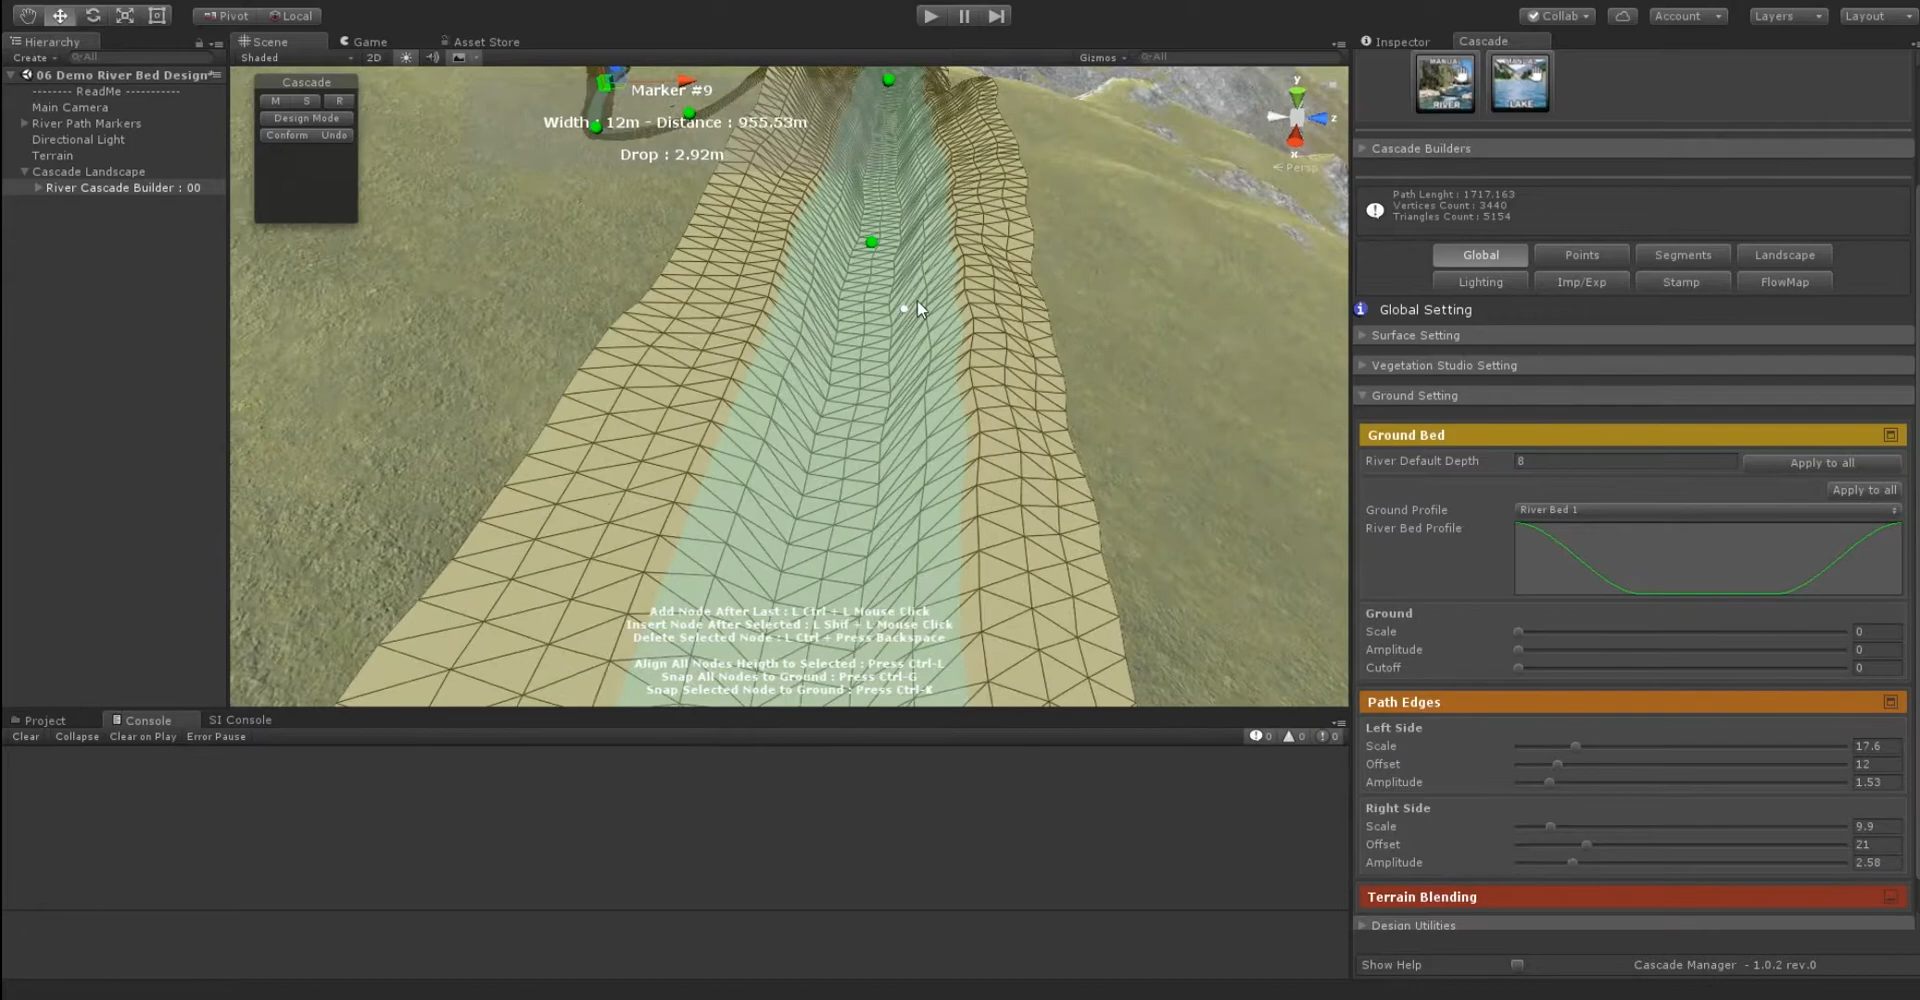 Pivot Local
Collab Account Layers Layout
Hierarchy
Create All
06 Demo River Bed Design
-------- ReadMe -----------
Main Camera
River Path Markers
Directional Light
Terrain
Cascade Landscape
River Cascade Builder : 00
Scene Game Asset Store
Shaded 2D Gizmos All
Cascade
M S R
Design Mode
Conform Undo
Marker #9
Width : 12m - Distance : 955.53m
Drop : 2.92m
y
z
x
Persp
Add Node After Last : L Ctrl + L Mouse Click
Insert Node After Selected : L Shif + L Mouse Click
Delete Selected Node : L Ctrl + Press Backspace
Align All Nodes Heigth to Selected : Press Ctrl-L
Snap All Nodes to Ground : Press Ctrl-G
Snap Selected Node to Ground : Press Ctrl-K
Project Console SI Console
Clear Collapse Clear on Play Error Pause
0 0 0
Inspector Cascade
MANUAL RIVER
MANUAL LAKE
Cascade Builders
Path Lenght : 1717.163
Vertices Count : 3440
Triangles Count : 5154
Global Points Segments Landscape
Lighting Imp/Exp Stamp FlowMap
Global Setting
Surface Setting
Vegetation Studio Setting
Ground Setting
Ground Bed
River Default Depth 8 Apply to all
Apply to all
Ground Profile River Bed 1
River Bed Profile
Ground
Scale 0
Amplitude 0
Cutoff 0
Path Edges
Left Side
Scale 17.6
Offset 12
Amplitude 1.53
Right Side
Scale 9.9
Offset 21
Amplitude 2.58
Terrain Blending
Design Utilities
Show Help Cascade Manager - 1.0.2 rev.0